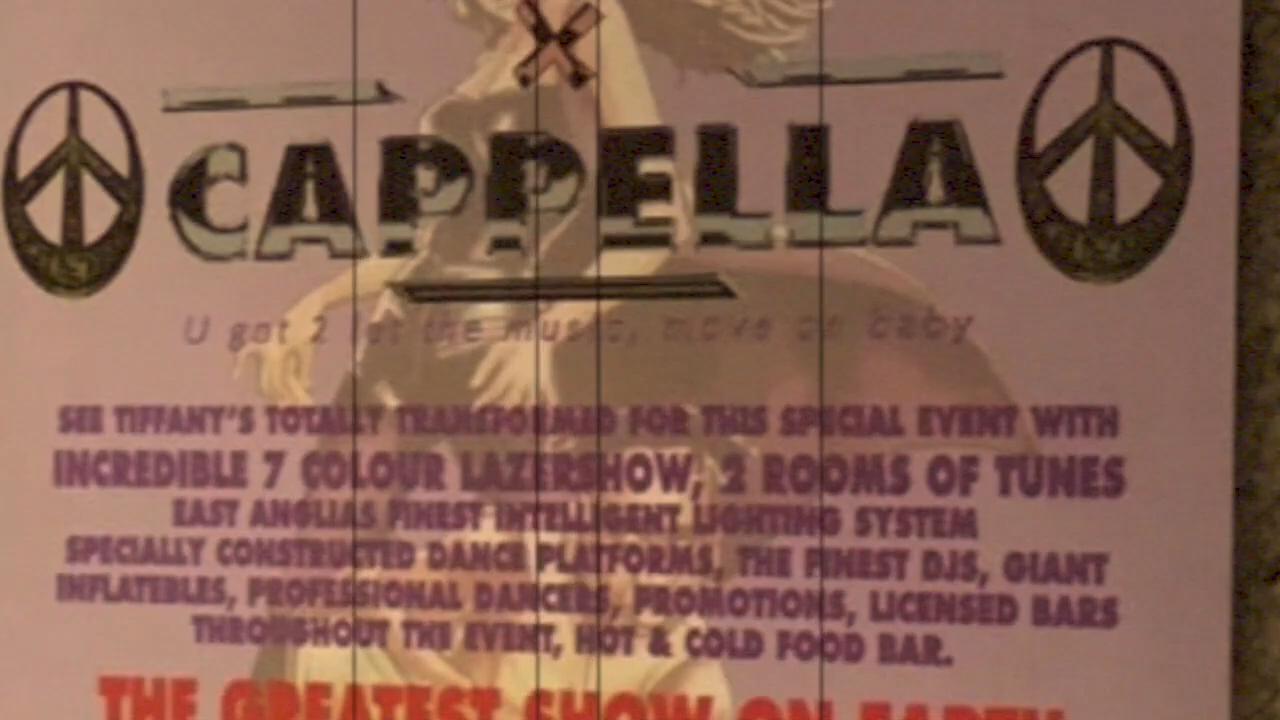 CAPPELLA
U got 2 let the music, move on baby
SEE TIFFANY'S TOTALLY TRANSFORMED FOR THIS SPECIAL EVENT WITH
INCREDIBLE 7 COLOUR LAZERSHOW, 2 ROOMS OF TUNES
EAST ANGLIAS FINEST INTELLIGENT LIGHTING SYSTEM
SPECIALLY CONSTRUCTED DANCE PLATFORMS, THE FINEST DJS, GIANT
INFLATEBLES, PROFESSIONAL DANCERS, PROMOTIONS, LICENSED BARS
THROUGHOUT THE EVENT, HOT & COLD FOOD BAR.
THE GREATEST SHOW ON EARTH